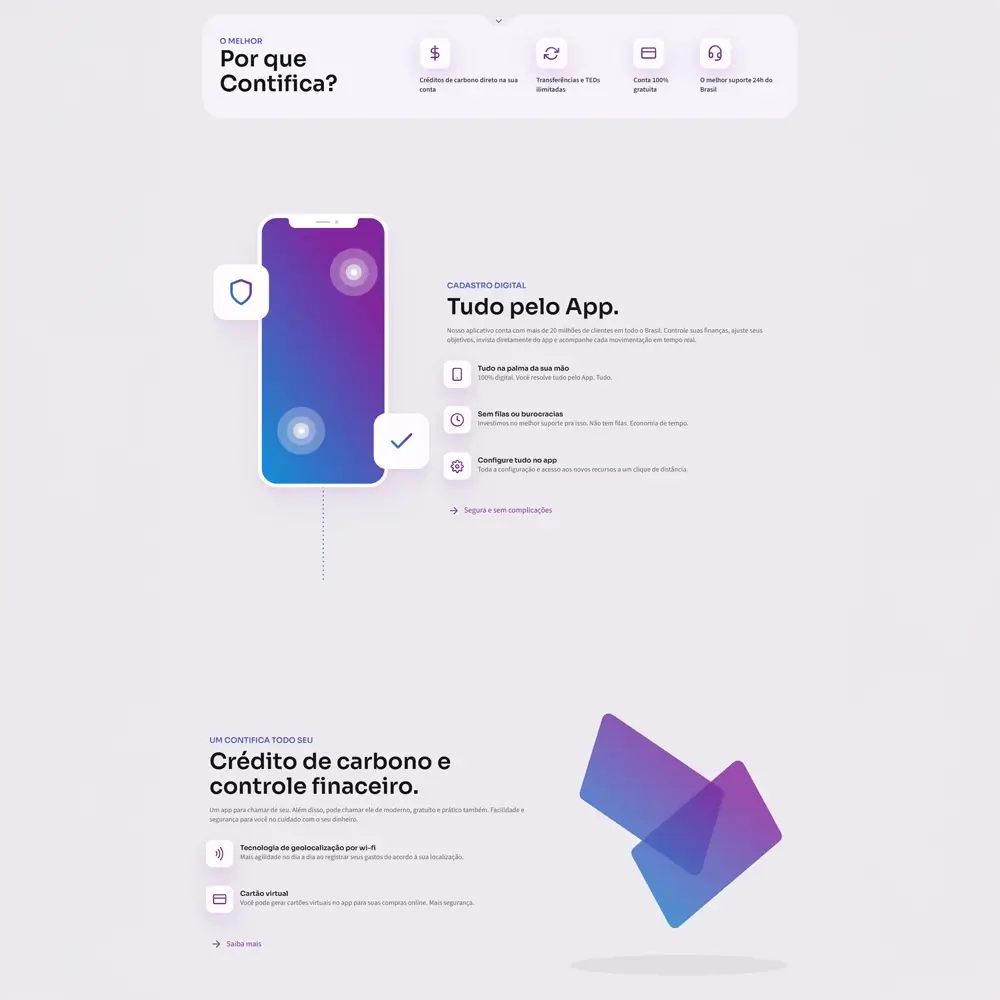 O MELHOR
Por que
Contifica?
Créditos de carbono direto na sua
conta
Transferências e TEDs
ilimitadas
Conta 100%
gratuita
O melhor suporte 24h do
Brasil
CADASTRO DIGITAL
Tudo pelo App.
Nosso aplicativo conta com mais de 20 milhões de clientes em todo o Brasil. Controle suas finanças, ajuste seus
objetivos, invista diretamente do app e acompanhe cada movimentação em tempo real.
Tudo na palma da sua mão
100% digital. Você resolve tudo pelo App. Tudo.
Sem filas ou burocracias
Investimos no melhor suporte pra isso. Não tem filas. Economia de tempo.
Configure tudo no app
Toda a configuração e acesso aos novos recursos a um clique de distância.
Segura e sem complicações
UM CONTIFICA TODO SEU
Crédito de carbono e
controle finaceiro.
Um app para chamar de seu. Além disso, pode chamar ele de moderno, gratuito e prático também. Facilidade e
segurança para você no cuidado com o seu dinheiro.
Tecnologia de geolocalização por wi-fi
Mais agilidade no dia a dia ao registrar seus gastos de acordo à sua localização.
Cartão virtual
Você poda gerar cartões virtuais no app para suas compras online. Mais segurança.
Saiba mais